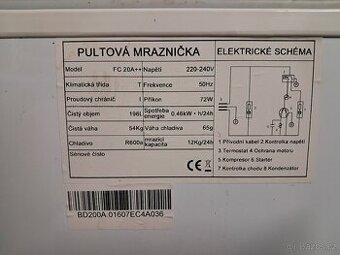 PULTOVÁ MRAZNIČKA
ELEKTRICKÉ SCHÉMA
Model FC 20A++ Napětí 220-240V
Klimatická třída T Frekvence 50Hz
Proudový chránič I Příkon 72W
Čistý objem 196l Spotřeba energie 0.46kW・h/24h
Čistá váha 54Kg Váha chladiva 65g
Chladivo R600a mrazicí kapacita 12Kg/24h
Sériové číslo
1 Přívodní kabel 2 Kontrolka napětí
3 Termostat 4 Ochrana motoru
5 Kompresor 6 Startér
7 Kontrolka chodu 8 Kondenzátor
BD200A.01607EC4A036